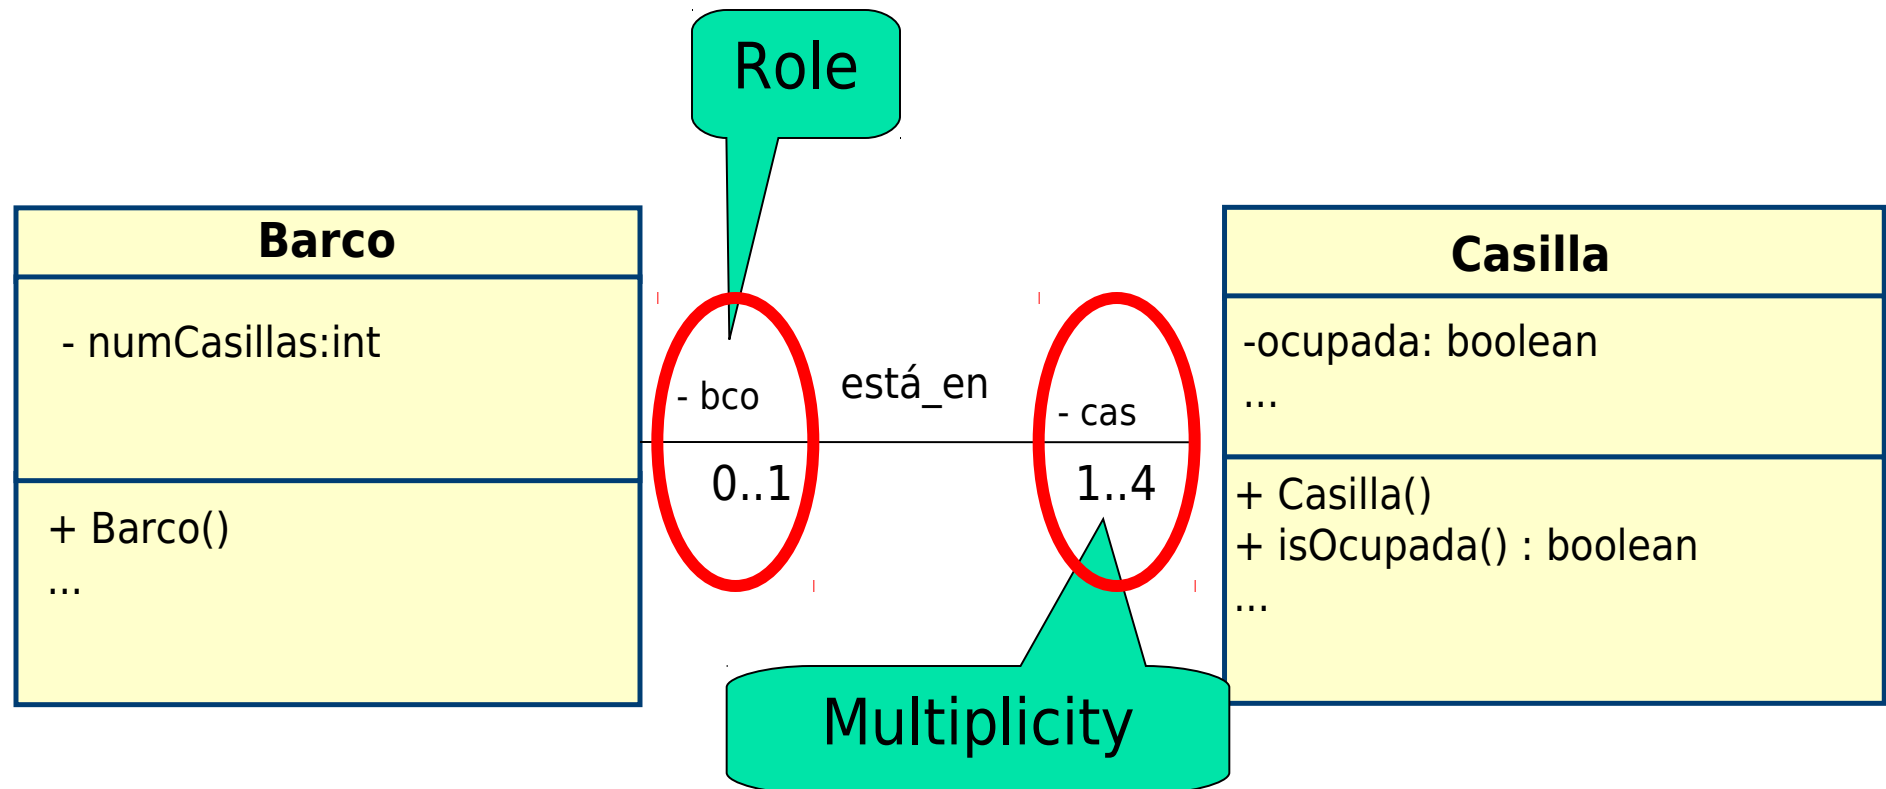 Role
Barco
- numCasillas:int
+ Barco()
...
- bco
0..1
está_en
- cas
1..4
Casilla
-ocupada: boolean
...
+ Casilla()
+ isOcupada() : boolean
...
Multiplicity